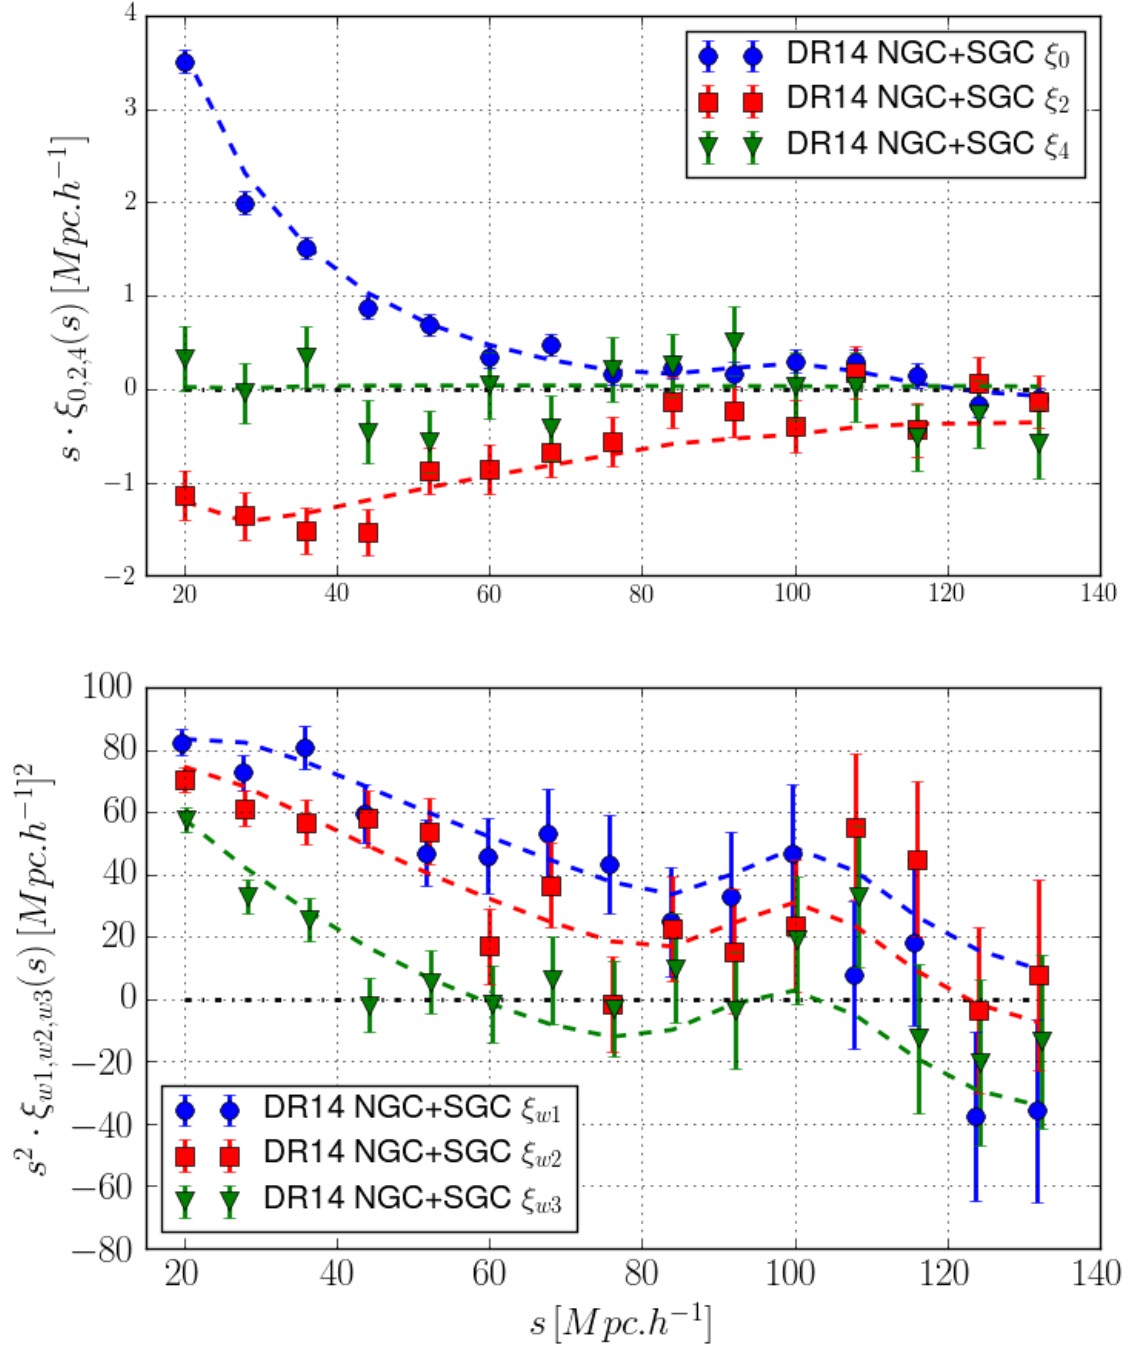 4
3
2
1
0
−1
−2
s · ξ0,2,4(s) [Mpc.h−1]
DR14 NGC+SGC ξ0
DR14 NGC+SGC ξ2
DR14 NGC+SGC ξ4
20 40 60 80 100 120 140
100
80
60
40
20
0
−20
−40
−60
−80
s2 · ξw1,w2,w3(s) [Mpc.h−1]2
DR14 NGC+SGC ξw1
DR14 NGC+SGC ξw2
DR14 NGC+SGC ξw3
20 40 60 80 100 120 140
s [Mpc.h−1]